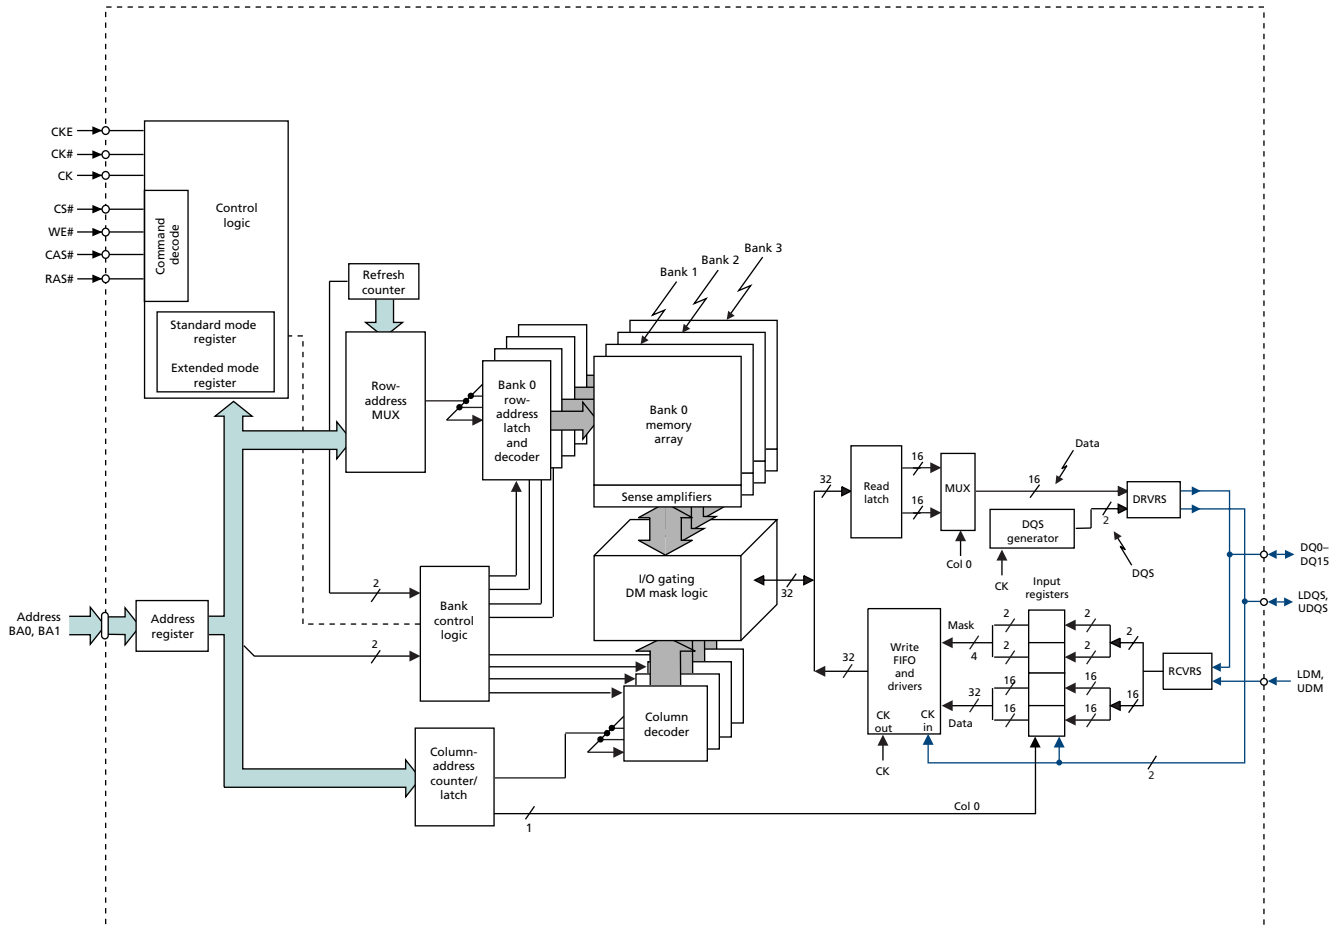 CKE
CK#
CK
CS#
WE#
CAS#
RAS#
Command
decode
Control
logic
Standard mode
register
Extended mode
register
Refresh
counter
Row-
address
MUX
Bank 0
row-
address
latch
and
decoder
Bank 1
Bank 2
Bank 3
Bank 0
memory
array
Sense amplifiers
I/O gating
DM mask logic
Address
BA0, BA1
Address
register
2
2
Bank
control
logic
Column-
address
counter/
latch
Column
decoder
1
Col 0
32
32
32
Read
latch
16
16
MUX
Col 0
Data
16
DQS
generator
CK
2
DQS
DRVRS
DQ0–
DQ15
LDQS,
UDQS
LDM,
UDM
Input
registers
Write
FIFO
and
drivers
CK
out
CK
in
CK
Mask
4
32
Data
2
2
16
16
2
2
16
16
2
16
RCVRS
2